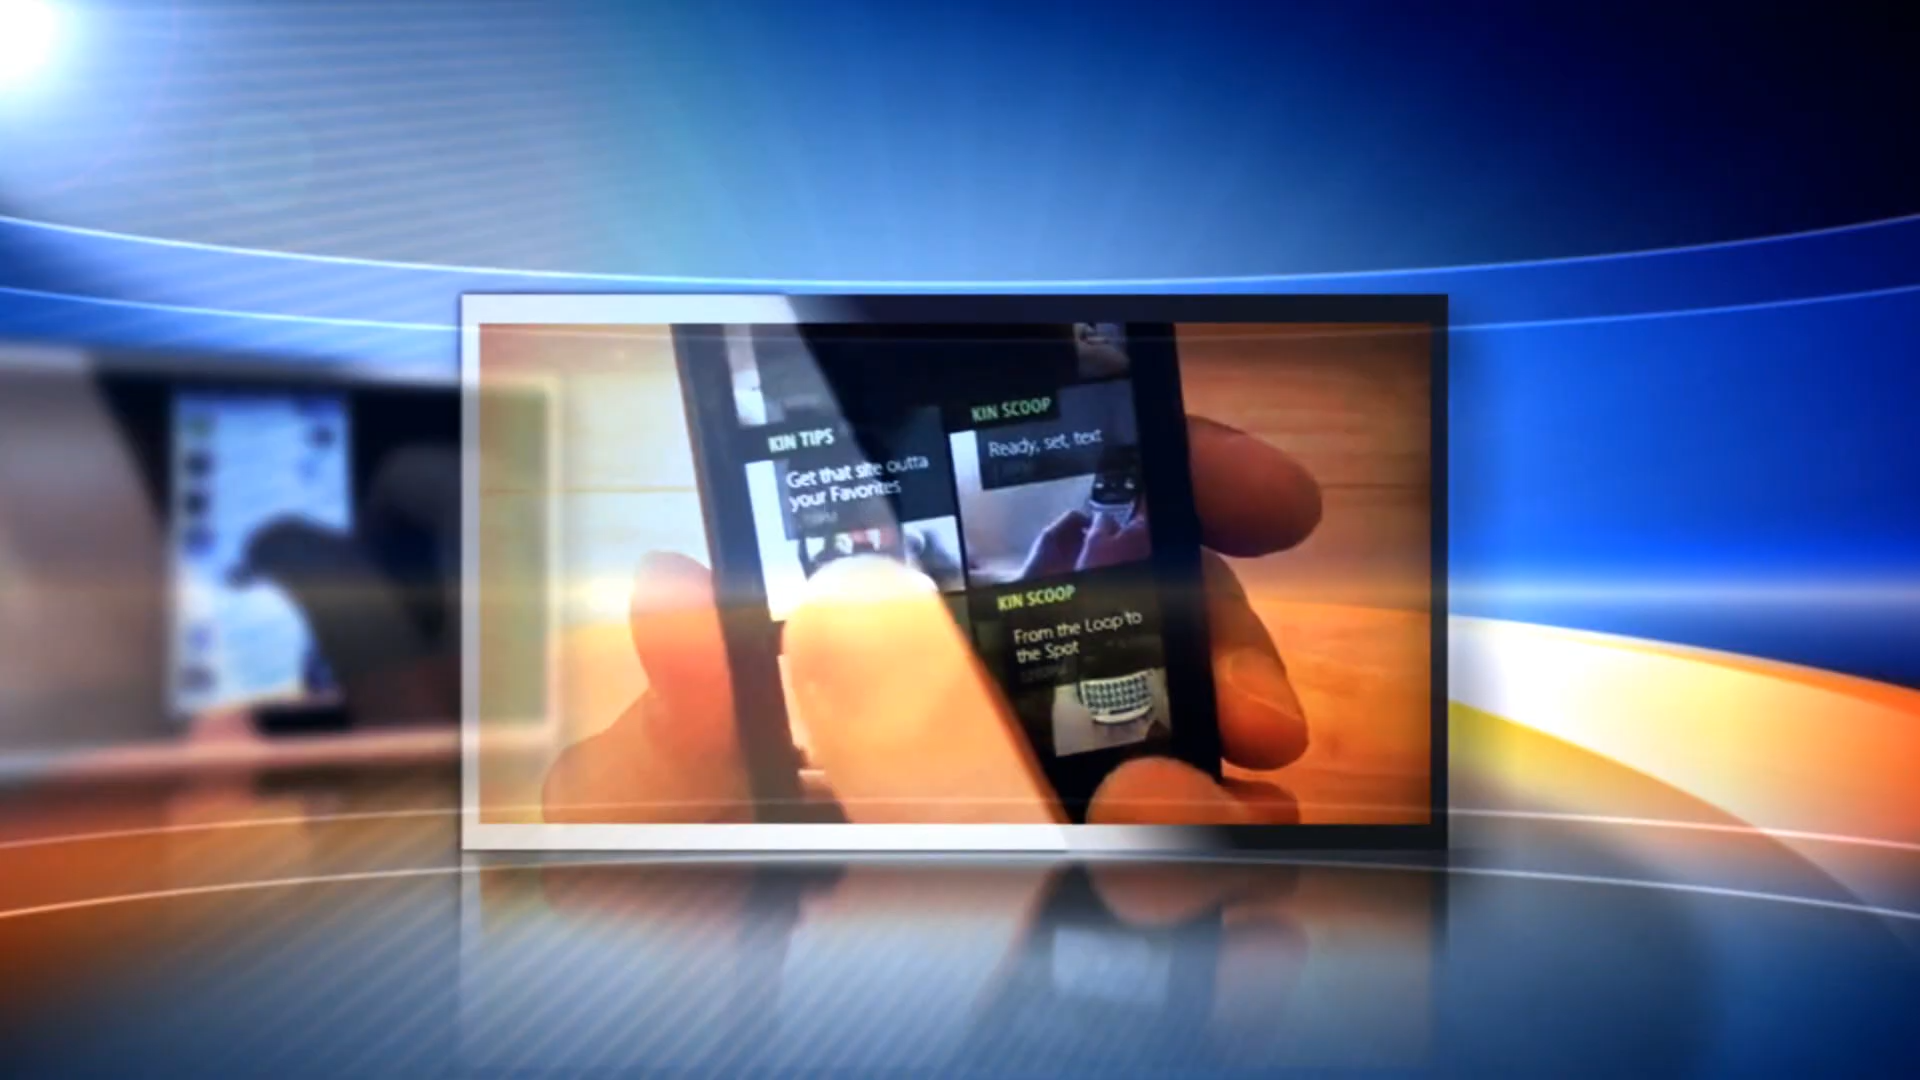 KIN TIPS
Get that site outta
your Favorites
KIN SCOOP
Ready, set, text
KIN SCOOP
From the Loop to
the Spot